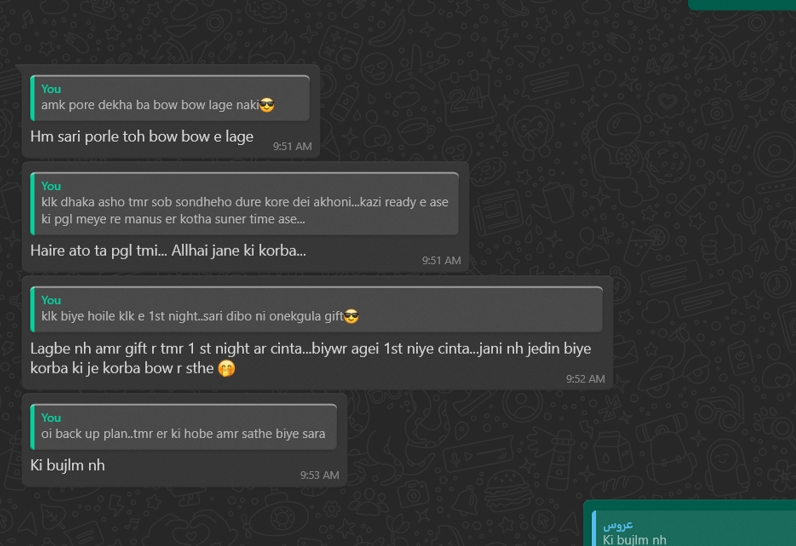 You
amk pore dekha ba bow bow lage naki😎
Hm sari porle toh bow bow e lage
9:51 AM
You
klk dhaka asho tmr sob sondheho dure kore dei akhoni...kazi ready e ase
ki pgl meye re manus er kotha suner time ase...
Haire ato ta pgl tmi... Allhai jane ki korba...
9:51 AM
You
klk biye hoile klk e 1st night..sari dibo ni onekgula gift😎
Lagbe nh amr gift r tmr 1 st night ar cinta...biywr agei 1st niye cinta...jani nh jedin biye
korba ki je korba bow r sthe 🤭
9:52 AM
You
oi back up plan..tmr er ki hobe amr sathe biye sara
Ki bujlm nh
9:53 AM
عروس
Ki bujlm nh